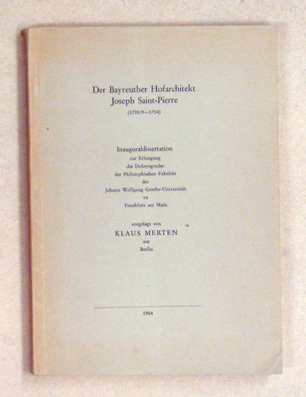 Der Bayreuther Hofarchitekt
Joseph Saint-Pierre
(1708/9—1754)
Inauguraldissertation
zur Erlangung
des Doktorgrades
der Philosophischen Fakultät
der
Johann Wolfgang Goethe-Universität
zu
Frankfurt am Main
vorgelegt von
KLAUS MERTEN
aus
Berlin
1964